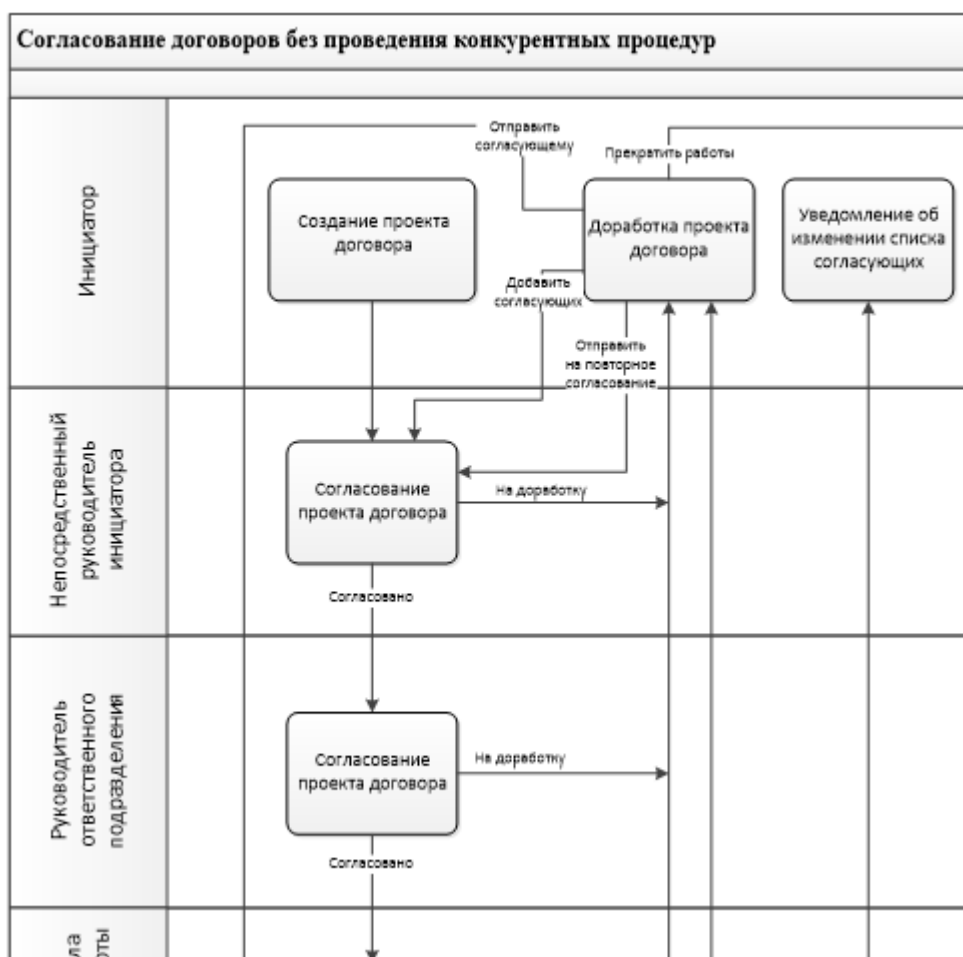 Согласование договоров без проведения конкурентных процедур
Инициатор
Отправить
согласующему
Прекратить работы
Создание проекта
договора
Доработка проекта
договора
Уведомление об
изменении списка
согласующих
Добавить
согласующих
Отправить
на повторное
согласование
Непосредственный
руководитель
инициатора
Согласование
проекта договора
На доработку
Согласовано
Руководитель
ответственного
подразделения
Согласование
проекта договора
На доработку
Согласовано